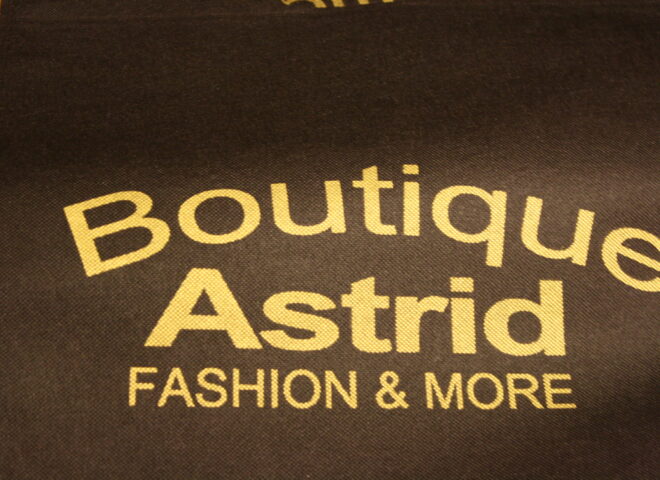 Boutique
Astrid
FASHION & MORE